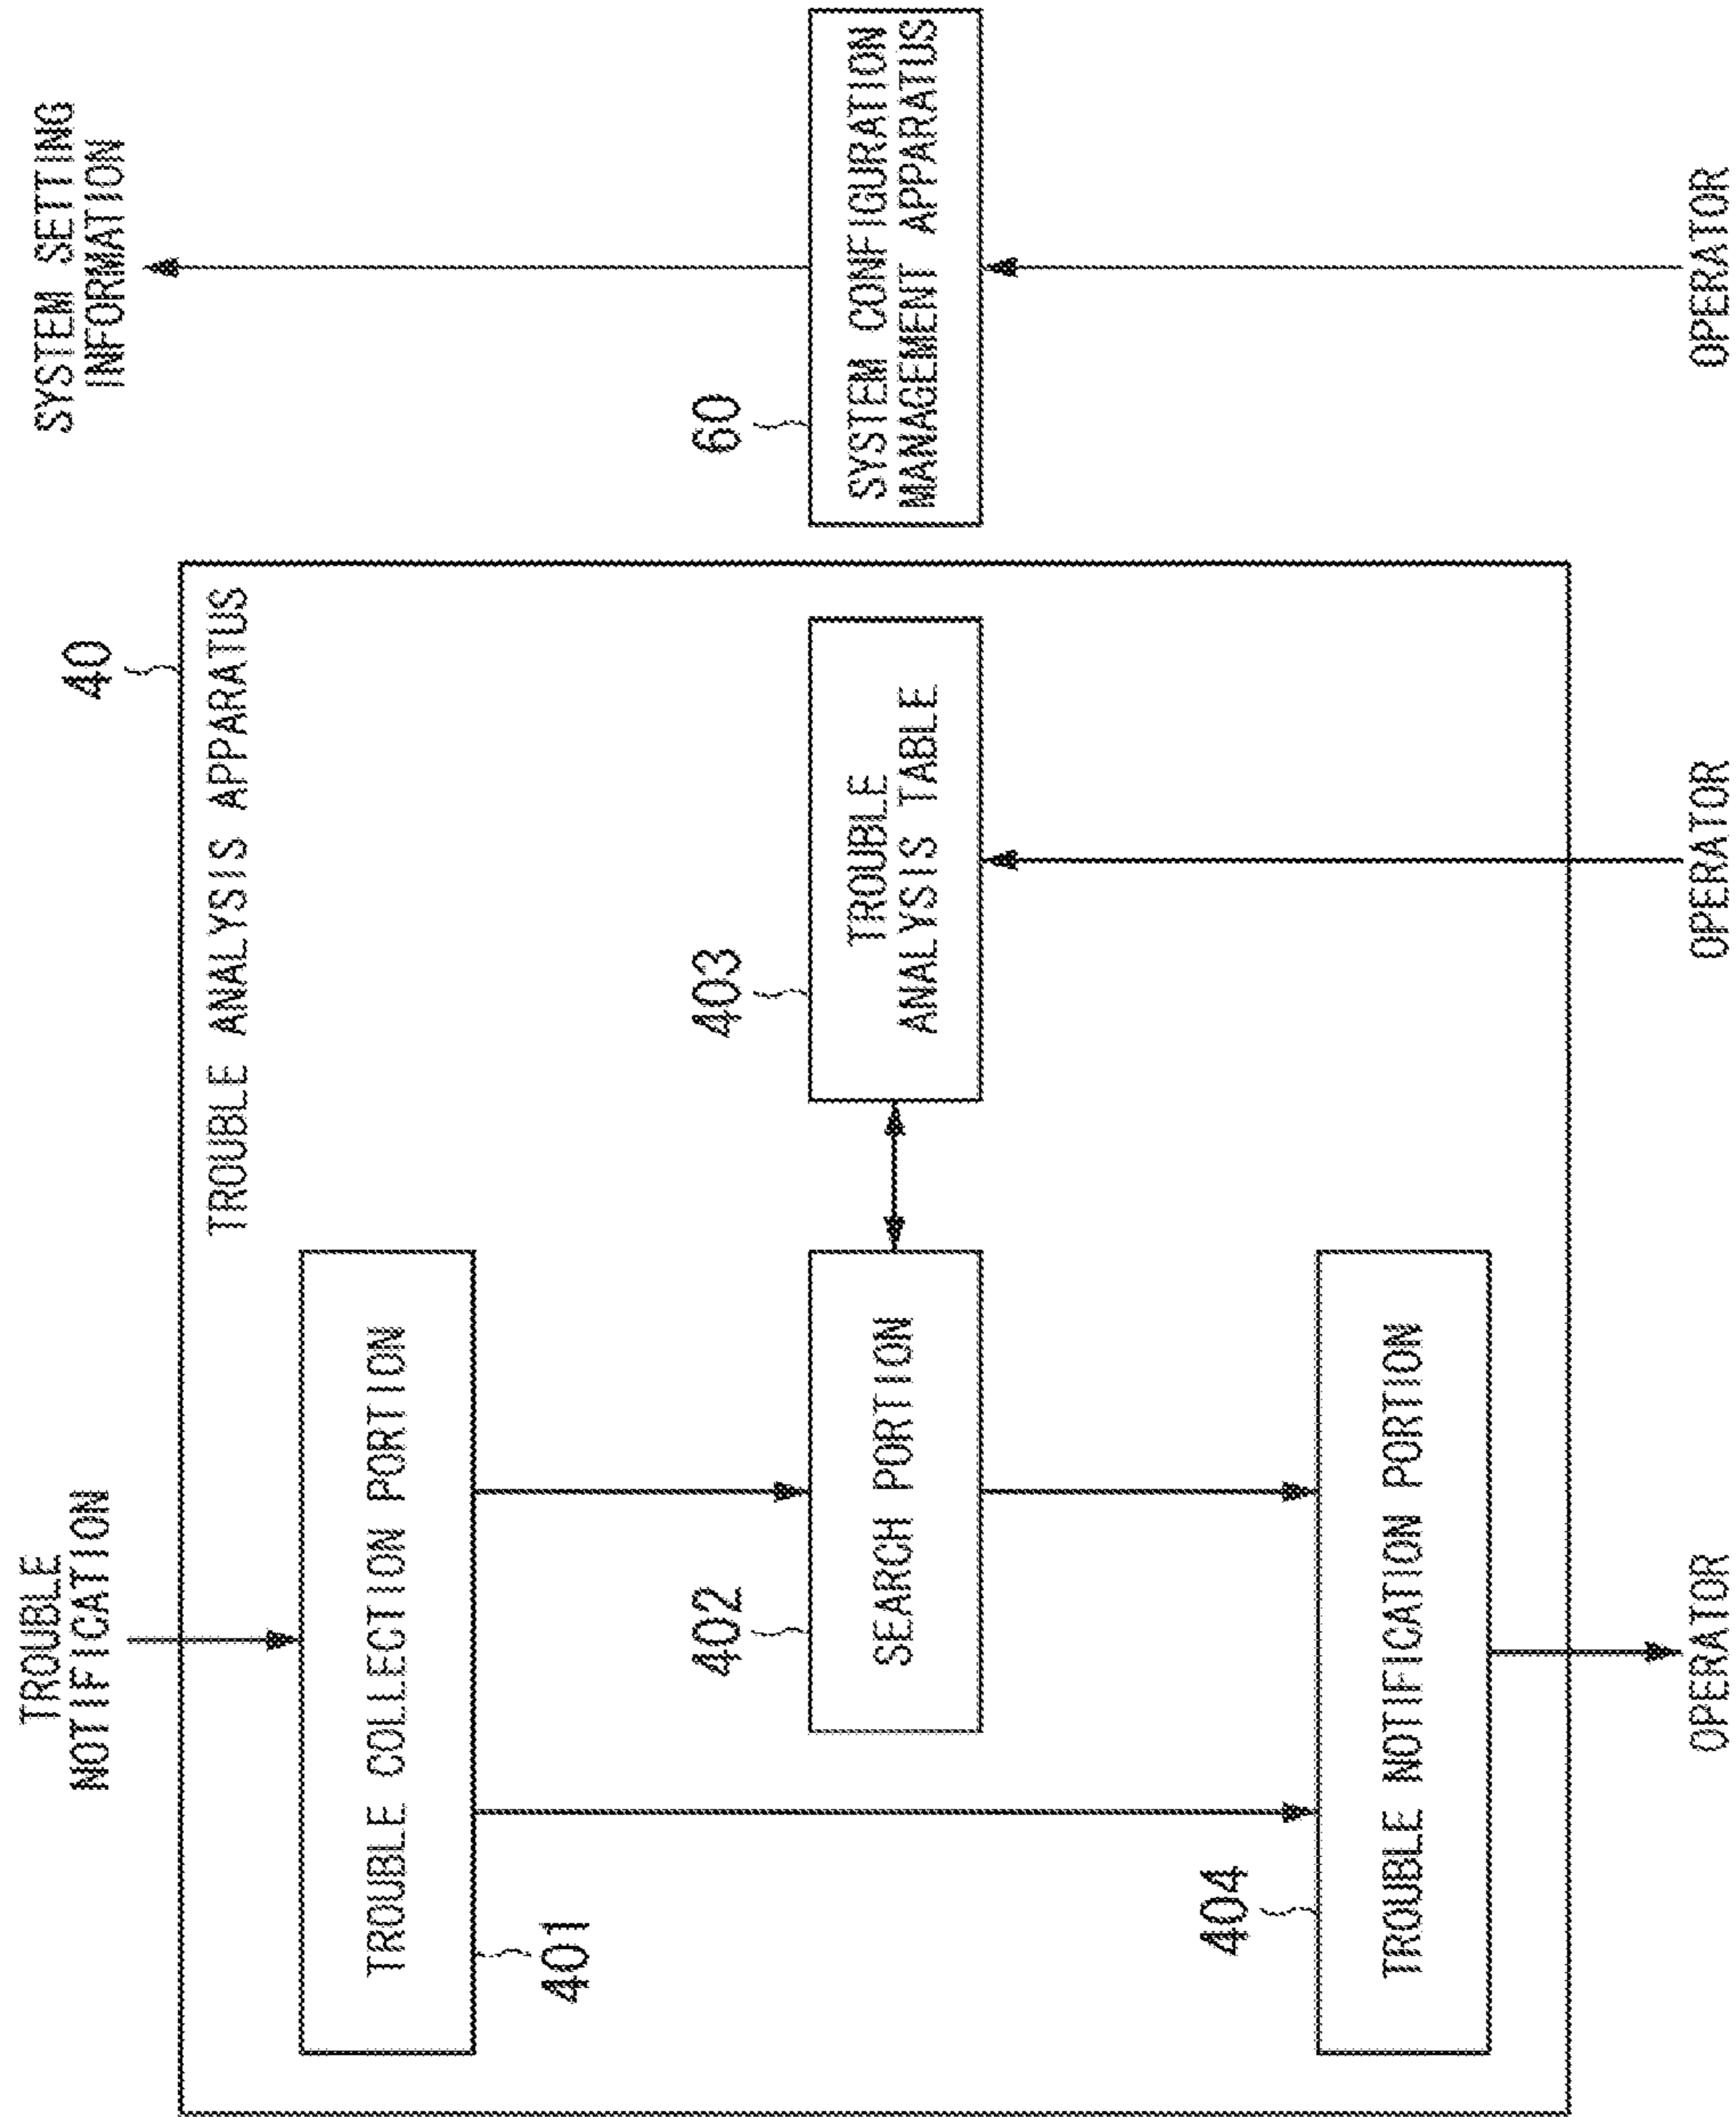 TROUBLE
NOTIFICATION
SYSTEM SETTING
INFORMATION
40
TROUBLE ANALYSIS APPARATUS
TROUBLE COLLECTION PORTION
401
402
SEARCH PORTION
403
TROUBLE
ANALYSIS TABLE
60
SYSTEM CONFIGURATION
MANAGEMENT APPARATUS
404
TROUBLE NOTIFICATION PORTION
OPERATOR
OPERATOR
OPERATOR